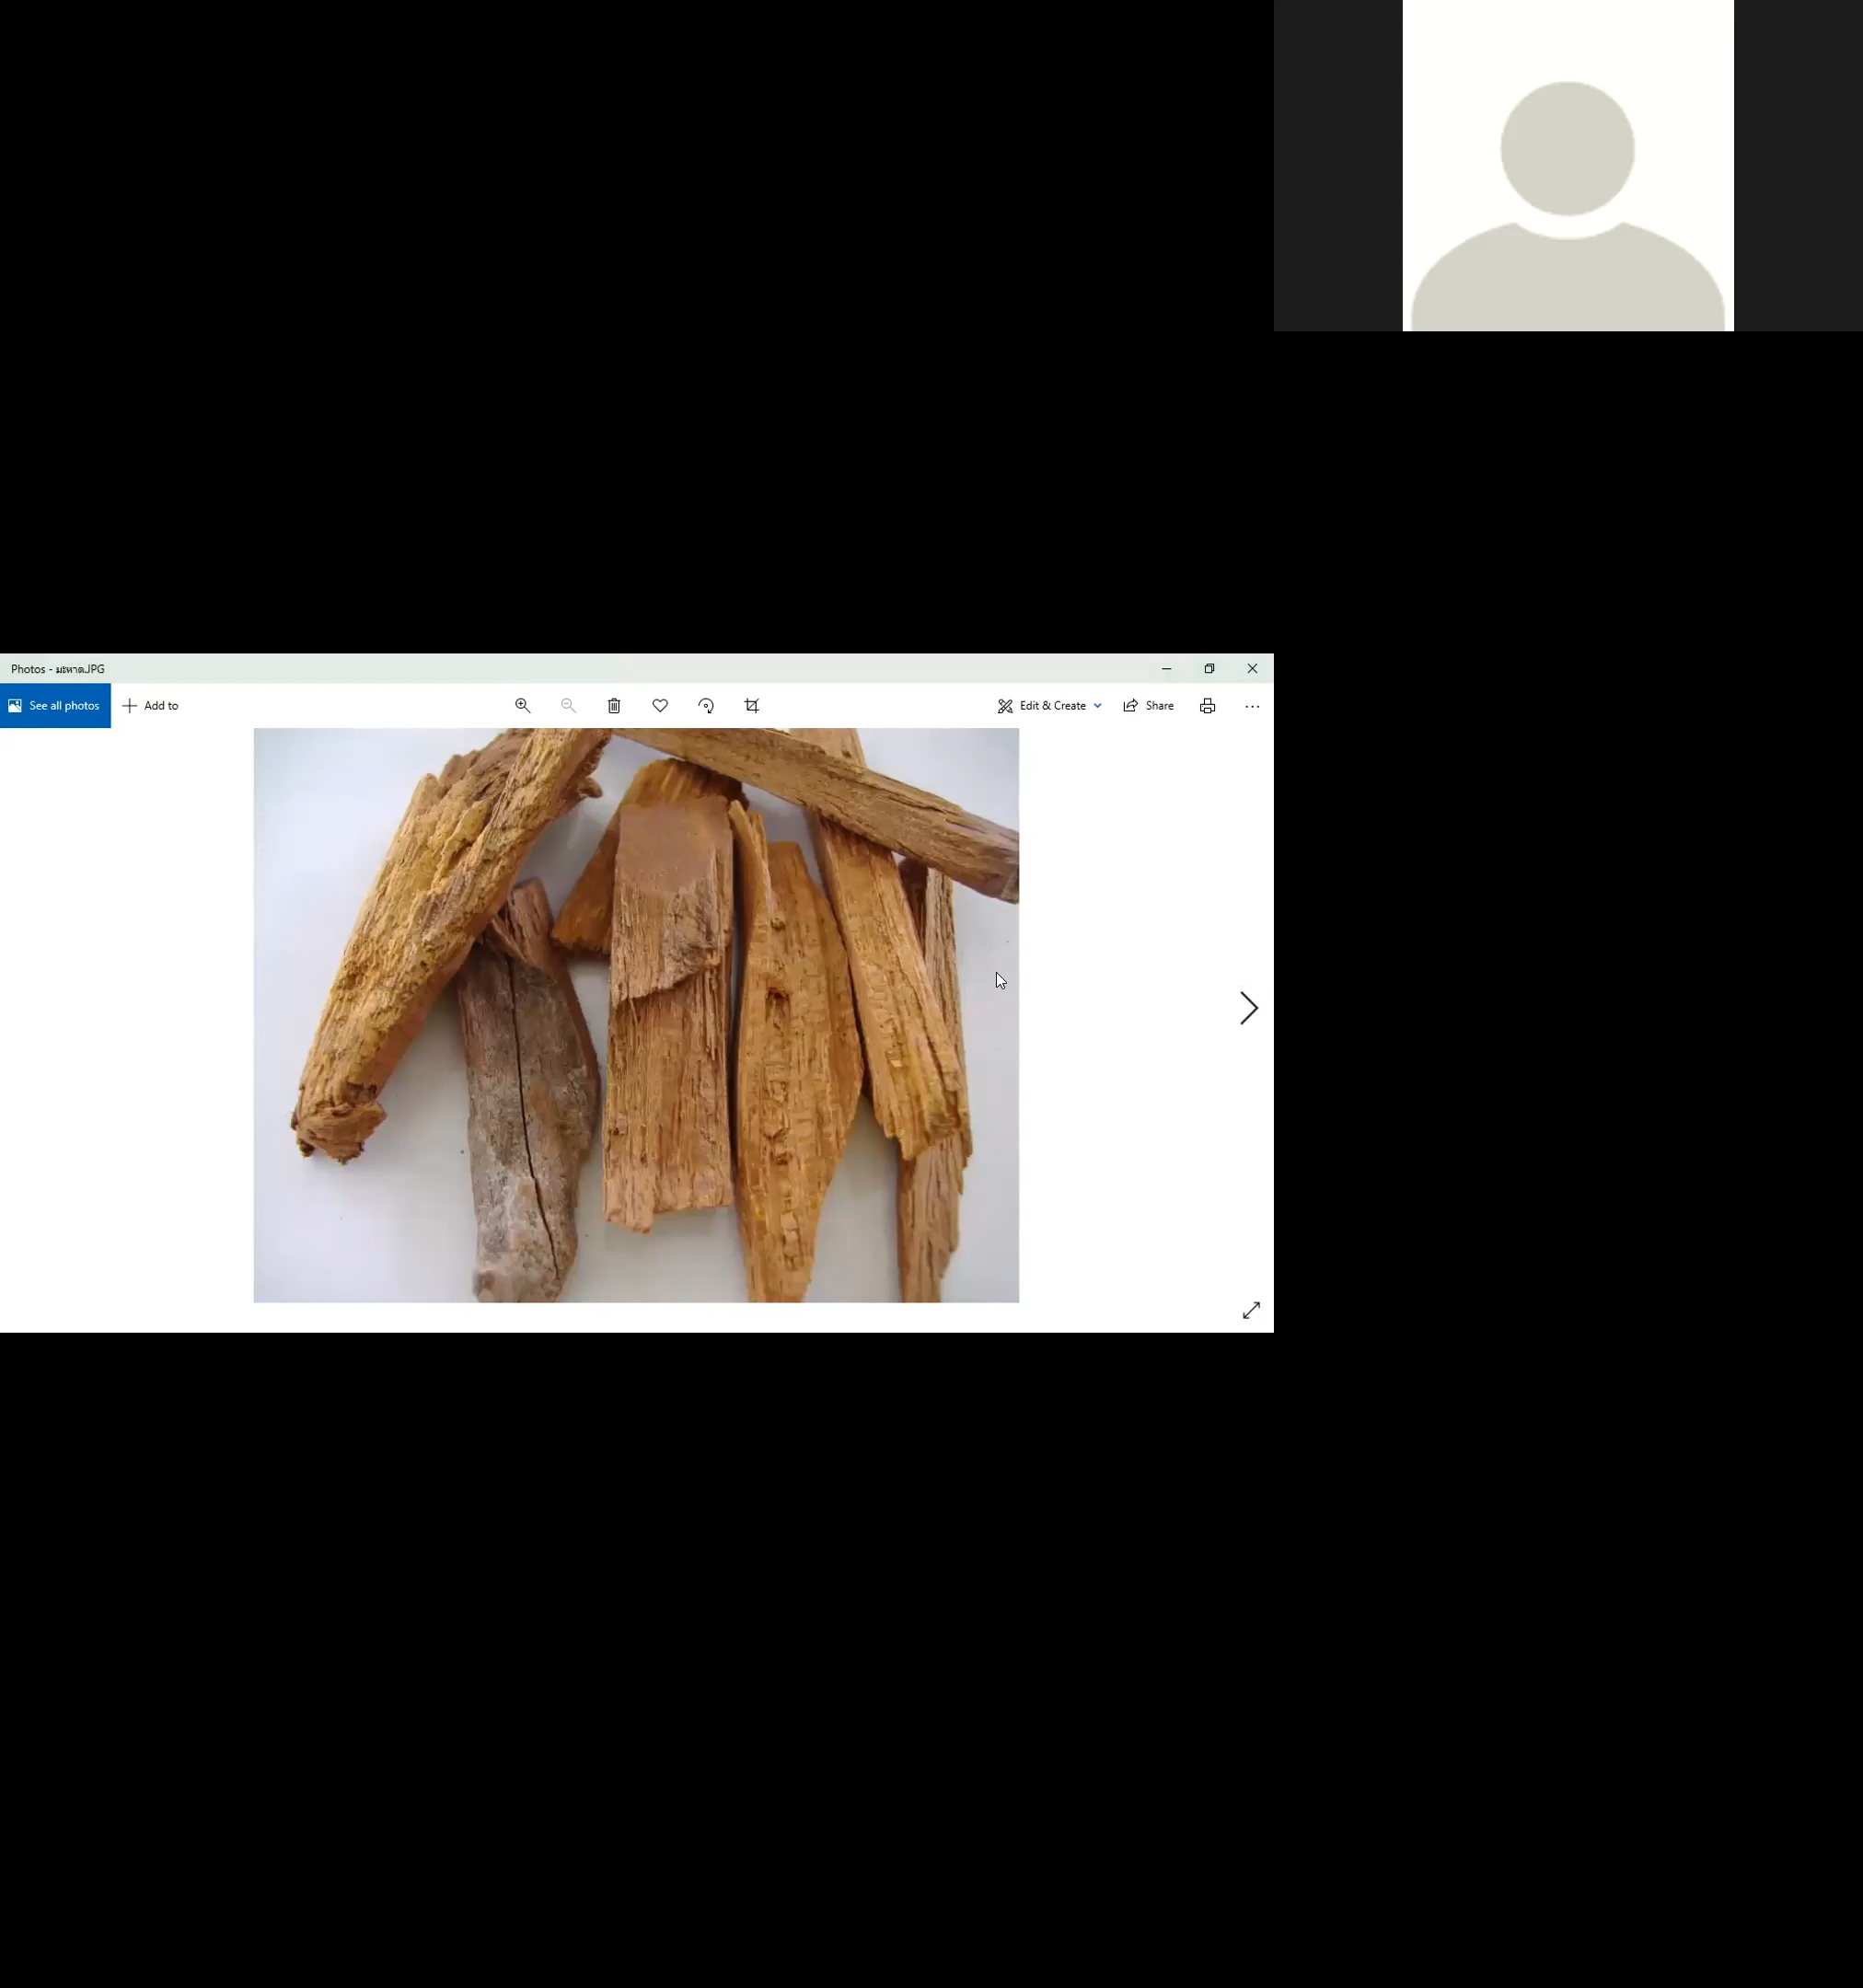 Photos - มะหาด.JPG
See all photos
Add to
Edit & Create
Share